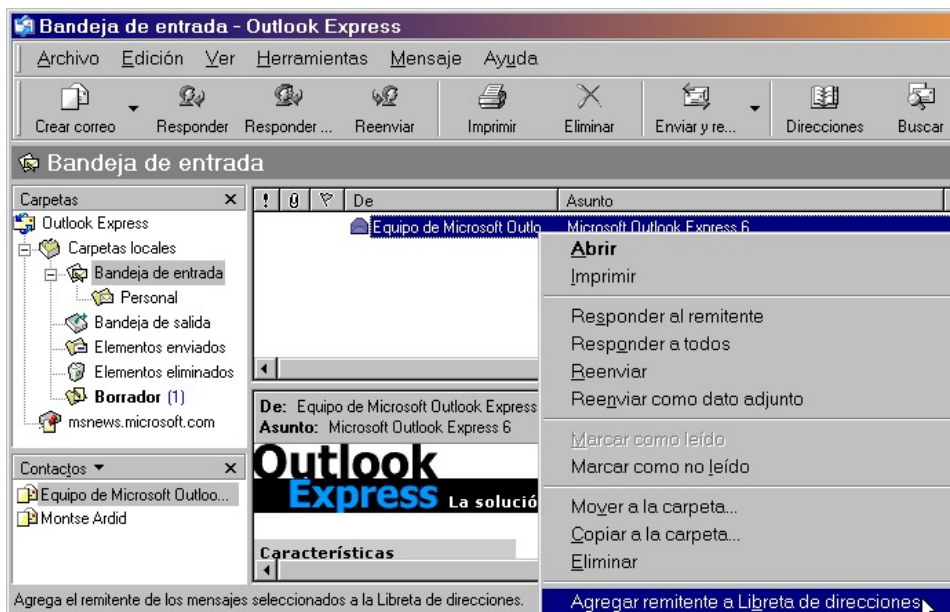 Bandeja de entrada - Outlook Express
Archivo Edición Ver Herramientas Mensaje Ayuda
Crear correo Responder Responder ... Reenviar Imprimir Eliminar Enviar y re... Direcciones Buscar
Bandeja de entrada
Carpetas
Outlook Express
Carpetas locales
Bandeja de entrada
Personal
Bandeja de salida
Elementos enviados
Elementos eliminados
Borrador (1)
msnews.microsoft.com
Contactos
Equipo de Microsoft Outloo...
Montse Ardid
! De Asunto
Equipo de Microsoft Outlo Microsoft Outlook Express 6
De: Equipo de Microsoft Outlook Express
Asunto: Microsoft Outlook Express 6
Outlook
Express La solució
Características
Abrir
Imprimir
Responder al remitente
Responder a todos
Reenviar
Reenviar como dato adjunto
Marcar como leído
Marcar como no leído
Mover a la carpeta...
Copiar a la carpeta...
Eliminar
Agregar remitente a Libreta de direcciones
Agrega el remitente de los mensajes seleccionados a la Libreta de direcciones.